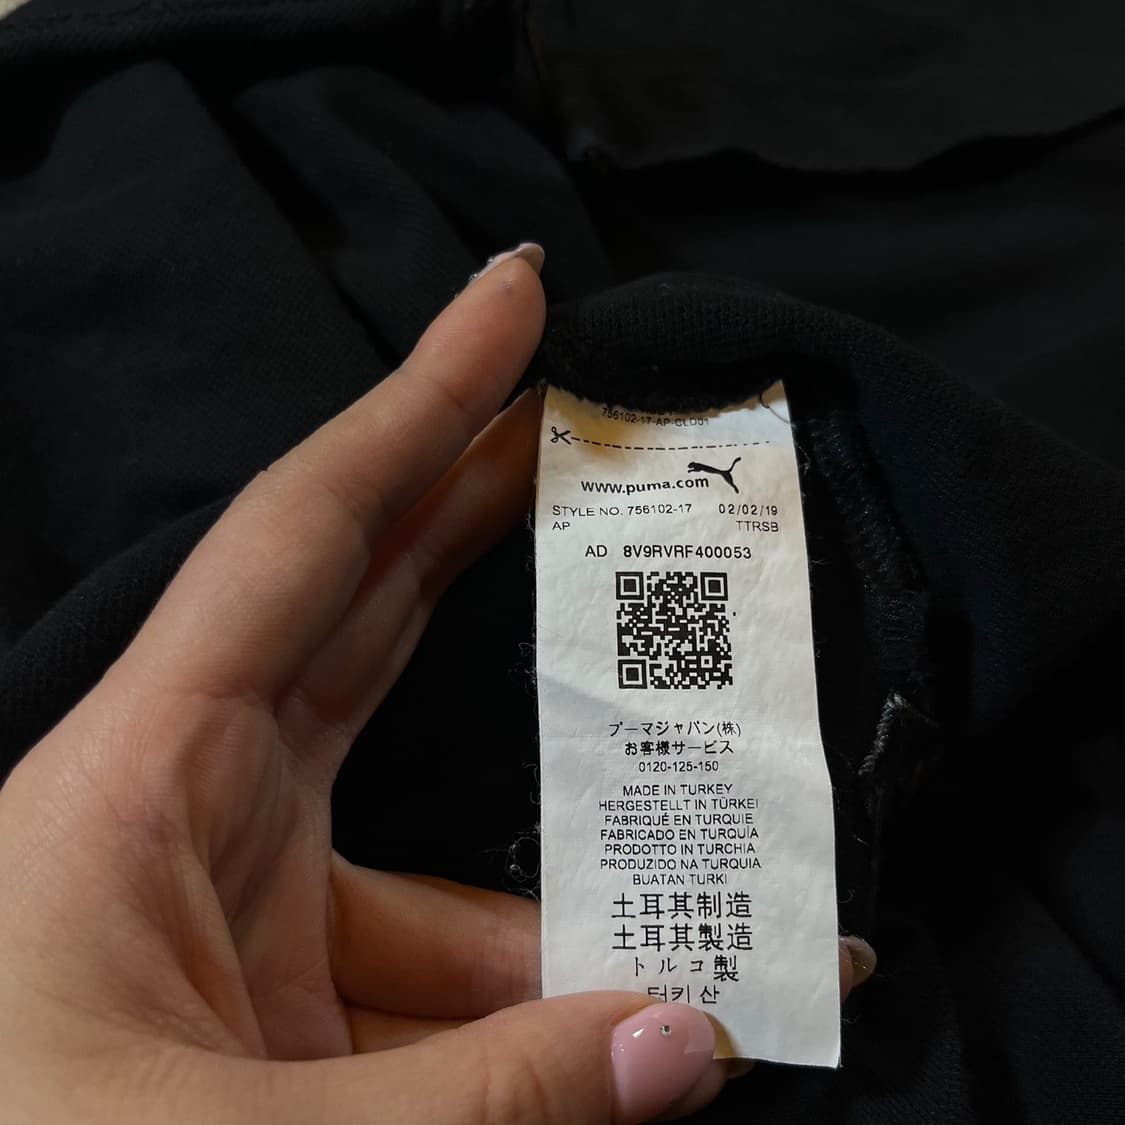 756102-17-AP-CLD01
www.puma.com
STYLE NO. 756102-17 02/02/19
AP TTRSB
AD 8V9RVRF400053
プーマジャパン(株)
お客様サービス
0120-125-150
MADE IN TURKEY
HERGESTELLT IN TÜRKEI
FABRIQUÉ EN TURQUIE
FABRICADO EN TURQUÍA
PRODOTTO IN TURCHIA
PRODUZIDO NA TURQUIA
BUATAN TURKI
土耳其制造
土耳其製造
トルコ製
터키 산